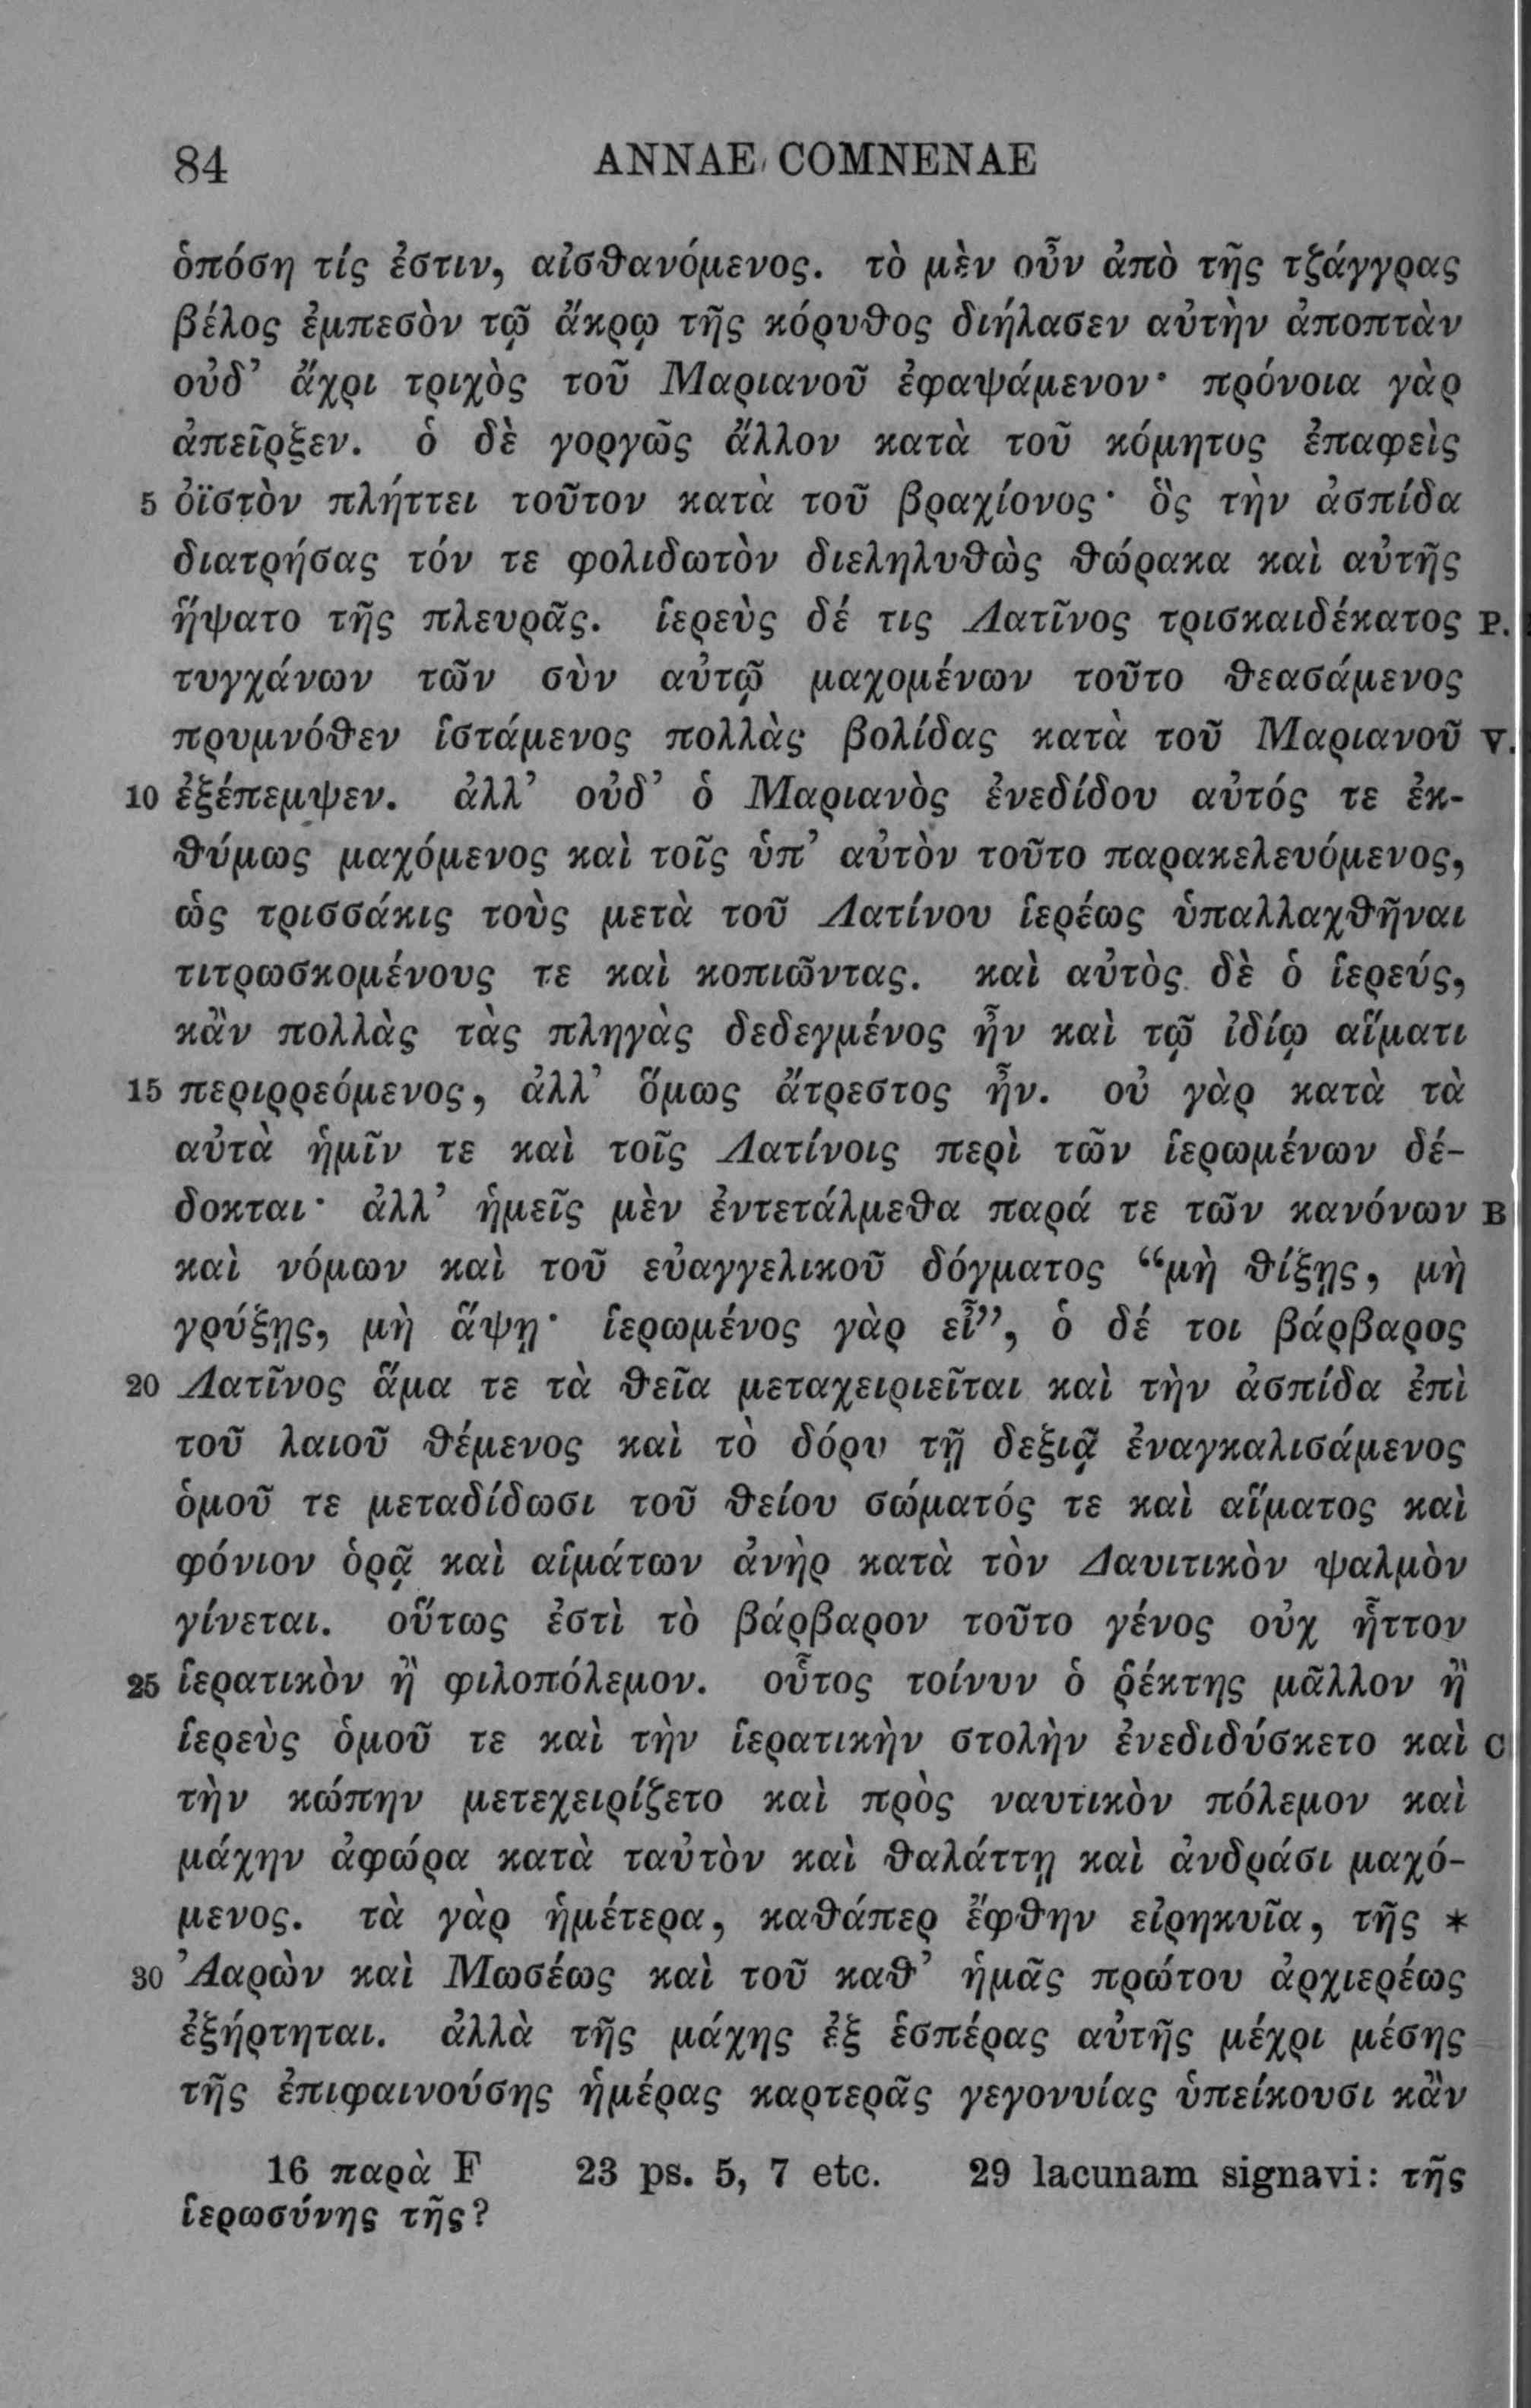 84 ANNAE COMNENAE
ὁπόση τίς ἐστιν, αἰσθανόμενος. τὸ μὲν οὖν ἀπὸ τῆς τζάγγρας
βέλος ἐμπεσὸν τῷ ἄκρῳ τῆς κόρυθος διήλασεν αὐτὴν ἀποπτὰν
οὐδ’ ἄχρι τριχὸς τοῦ Μαριανοῦ ἐφαψάμενον· πρόνοια γὰρ
ἀπεῖρξεν. ὁ δὲ γοργῶς ἄλλον κατὰ τοῦ κόμητος ἐπαφεὶς
5 ὀϊστὸν πλήττει τοῦτον κατὰ τοῦ βραχίονος· ὃς τὴν ἀσπίδα
διατρήσας τόν τε φολιδωτὸν διεληλυθὼς θώρακα καὶ αὐτῆς
ἥψατο τῆς πλευρᾶς. ἱερεὺς δέ τις Λατῖνος τρισκαιδέκατος P.
τυγχάνων τῶν σὺν αὐτῷ μαχομένων τοῦτο θεασάμενος
πρυμνόθεν ἱστάμενος πολλὰς βολίδας κατὰ τοῦ Μαριανοῦ V.
10 ἐξέπεμψεν. ἀλλ’ οὐδ’ ὁ Μαριανὸς ἐνεδίδου αὐτός τε ἐκ-
θύμως μαχόμενος καὶ τοῖς ὑπ’ αὐτὸν τοῦτο παρακελευόμενος,
ὡς τρισσάκις τοὺς μετὰ τοῦ Λατίνου ἱερέως ὑπαλλαχθῆναι
τιτρωσκομένους τε καὶ κοπιῶντας. καὶ αὐτὸς δὲ ὁ ἱερεύς,
κἂν πολλὰς τὰς πληγὰς δεδεγμένος ἦν καὶ τῷ ἰδίῳ αἵματι
15 περιρρεόμενος, ἀλλ’ ὅμως ἄτρεστος ἦν. οὐ γὰρ κατὰ τὰ
αὐτὰ ἡμῖν τε καὶ τοῖς Λατίνοις περὶ τῶν ἱερωμένων δέ-
δοκται· ἀλλ’ ἡμεῖς μὲν ἐντετάλμεθα παρά τε τῶν κανόνων B
καὶ νόμων καὶ τοῦ εὐαγγελικοῦ δόγματος “μὴ θίξῃς, μὴ
γρύξῃς, μὴ ἅψῃ· ἱερωμένος γὰρ εἶ”, ὁ δέ τοι βάρβαρος
20 Λατῖνος ἅμα τε τὰ θεῖα μεταχειριεῖται καὶ τὴν ἀσπίδα ἐπὶ
τοῦ λαιοῦ θέμενος καὶ τὸ δόρυ τῇ δεξιᾷ ἐναγκαλισάμενος
ὁμοῦ τε μεταδίδωσι τοῦ θείου σώματός τε καὶ αἵματος καὶ
φόνιον ὁρᾷ καὶ αἱμάτων ἀνὴρ κατὰ τὸν Δαυιτικὸν ψαλμὸν
γίνεται. οὕτως ἐστὶ τὸ βάρβαρον τοῦτο γένος οὐχ ἧττον
25 ἱερατικὸν ἢ φιλοπόλεμον. οὗτος τοίνυν ὁ ῥέκτης μᾶλλον ἢ
ἱερεὺς ὁμοῦ τε καὶ τὴν ἱερατικὴν στολὴν ἐνεδιδύσκετο καὶ C
τὴν κώπην μετεχειρίζετο καὶ πρὸς ναυτικὸν πόλεμον καὶ
μάχην ἀφώρα κατὰ ταὐτὸν καὶ θαλάττῃ καὶ ἀνδράσι μαχό-
μενος. τὰ γὰρ ἡμέτερα, καθάπερ ἔφθην εἰρηκυῖα, τῆς *
30 Ἀαρὼν καὶ Μωσέως καὶ τοῦ καθ’ ἡμᾶς πρώτου ἀρχιερέως
ἐξήρτηται. ἀλλὰ τῆς μάχης ἐξ ἑσπέρας αὐτῆς μέχρι μέσης
τῆς ἐπιφαινούσης ἡμέρας καρτερᾶς γεγονυίας ὑπείκουσι κἂν
16 παρὰ F 23 ps. 5, 7 etc. 29 lacunam signavi: τῆς
ἱερωσύνης τῆς?